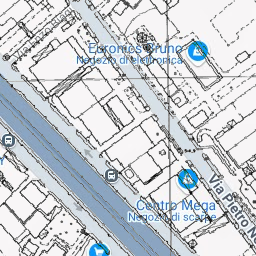 Euronics Bruno
Negozio di elettronica
Via Pietro N
Centro Mega
Negozio di scarpe
Y